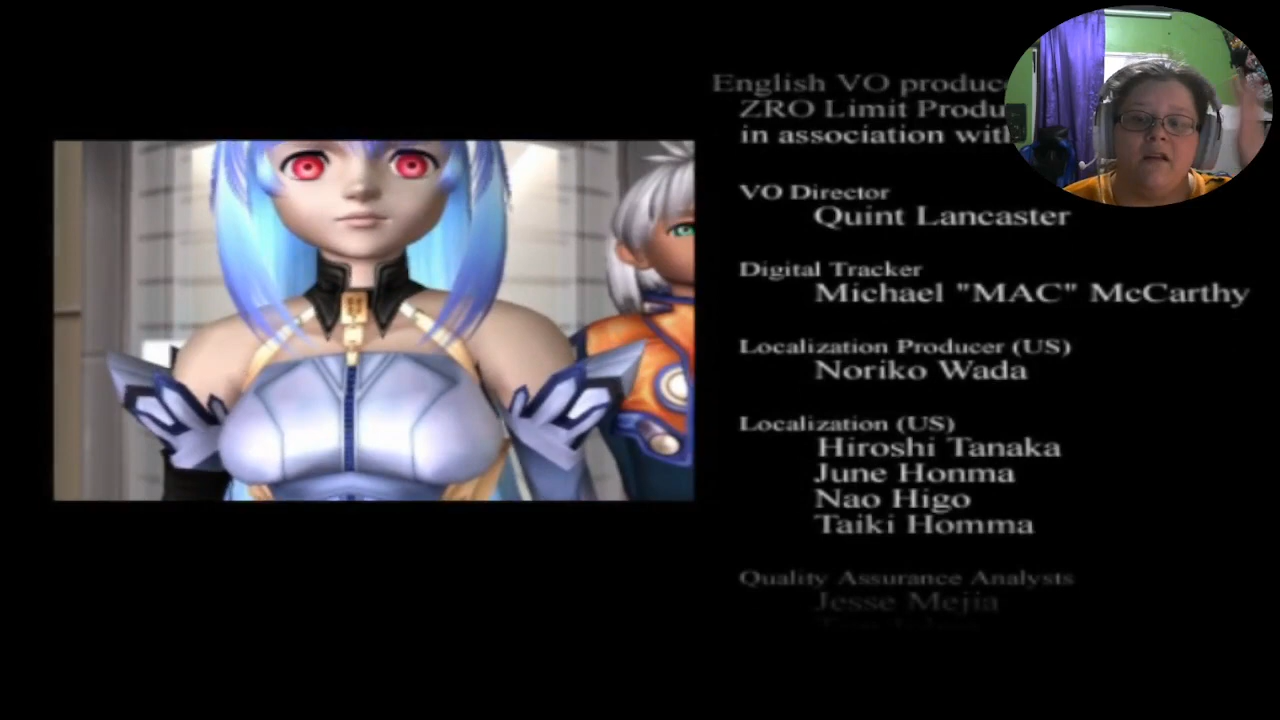 English VO produce
ZRO Limit Produ
in association with
VO Director
Quint Lancaster
Digital Tracker
Michael "MAC" McCarthy
Localization Producer (US)
Noriko Wada
Localization (US)
Hiroshi Tanaka
June Honma
Nao Higo
Taiki Homma
Quality Assurance Analysts
Jesse Mejia